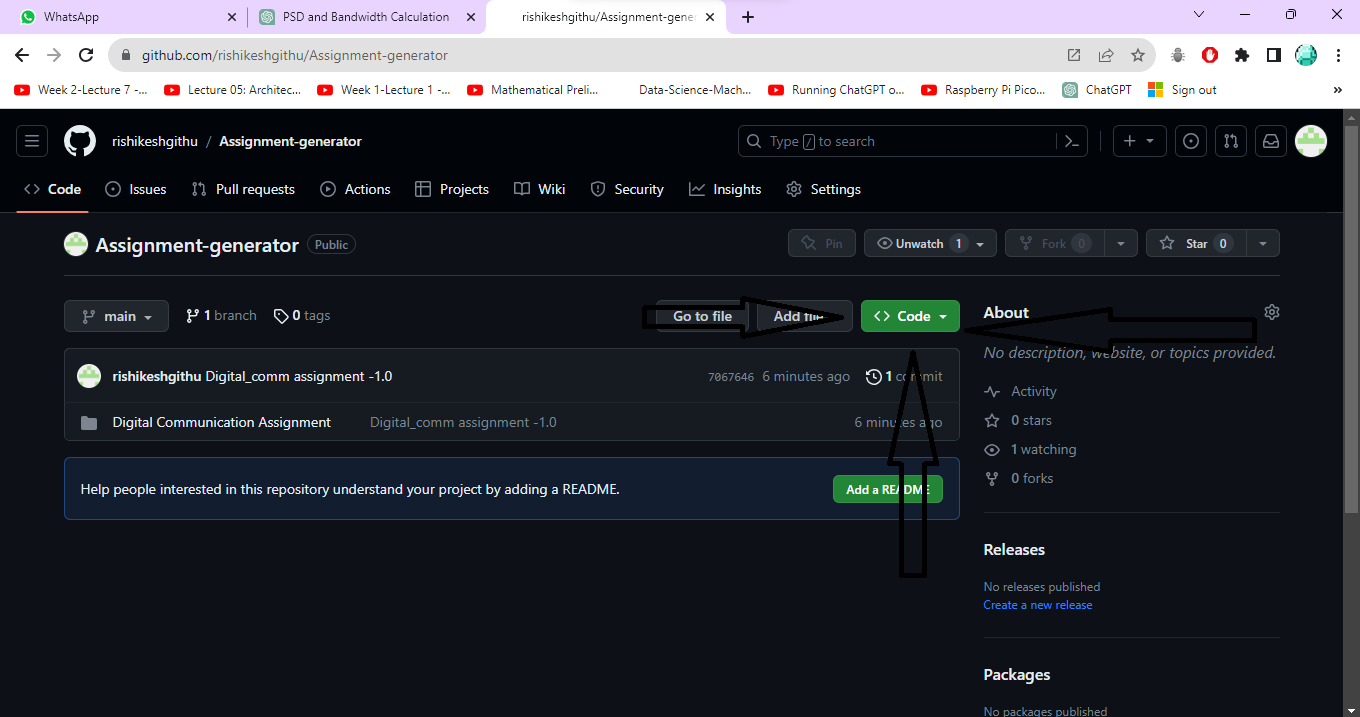 WhatsApp PSD and Bandwidth Calculation rishikeshgithu/Assignment-gene
github.com/rishikeshgithu/Assignment-generator
Week 2-Lecture 7 -... Lecture 05: Architec... Week 1-Lecture 1 -... Mathematical Preli... Data-Science-Mach... Running ChatGPT o... Raspberry Pi Pico... ChatGPT Sign out »
rishikeshgithu / Assignment-generator Type / to search
Code Issues Pull requests Actions Projects Wiki Security Insights Settings
Assignment-generator Public Pin Unwatch 1 Fork 0 Star 0
main 1 branch 0 tags Go to file Add file Code About
No description, website, or topics provided.
rishikeshgithu Digital_comm assignment -1.0 7067646 6 minutes ago 1 commit
Activity
Digital Communication Assignment Digital_comm assignment -1.0 6 minutes ago
0 stars
1 watching
0 forks
Help people interested in this repository understand your project by adding a README. Add a README
Releases
No releases published
Create a new release
Packages
No packages published